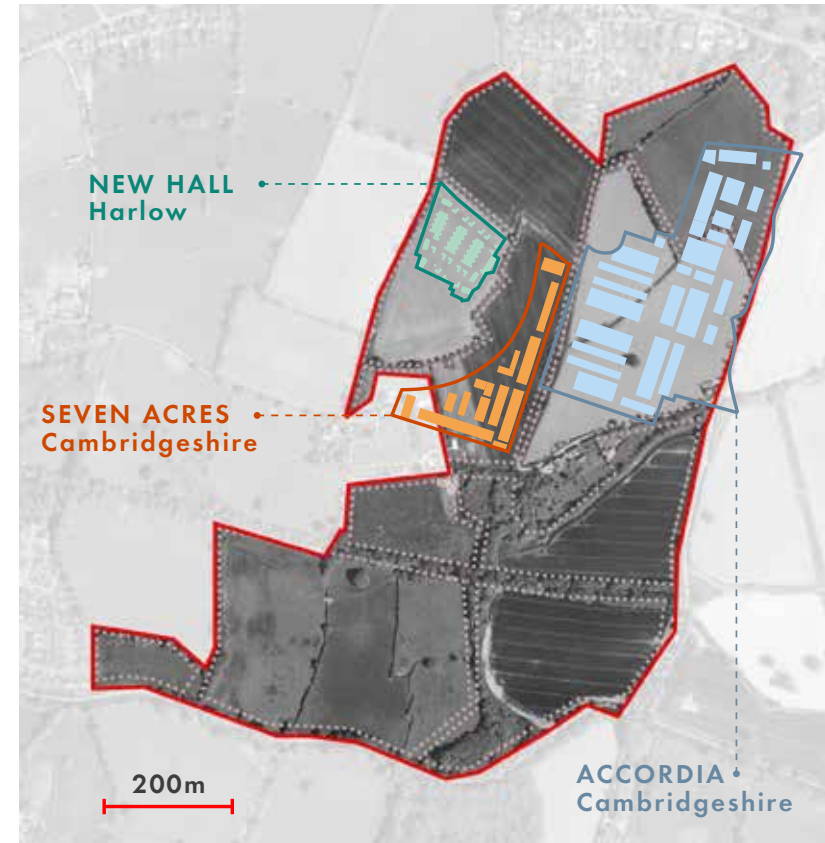 NEW HALL
Harlow
SEVEN ACRES
Cambridgeshire
200m
ACCORDIA
Cambridgeshire